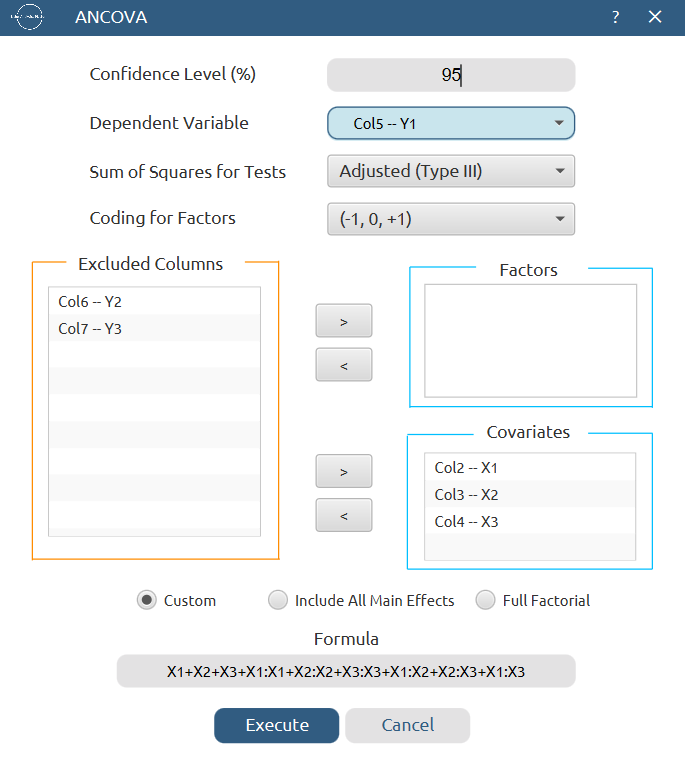 ANCOVA ? ×
Confidence Level (%) 95
Dependent Variable Col5 -- Y1
Sum of Squares for Tests Adjusted (Type III)
Coding for Factors (-1, 0, +1)
Excluded Columns
Col6 -- Y2
Col7 -- Y3
>
<
Factors
>
<
Covariates
Col2 -- X1
Col3 -- X2
Col4 -- X3
Custom Include All Main Effects Full Factorial
Formula
X1+X2+X3+X1:X1+X2:X2+X3:X3+X1:X2+X2:X3+X1:X3
Execute Cancel